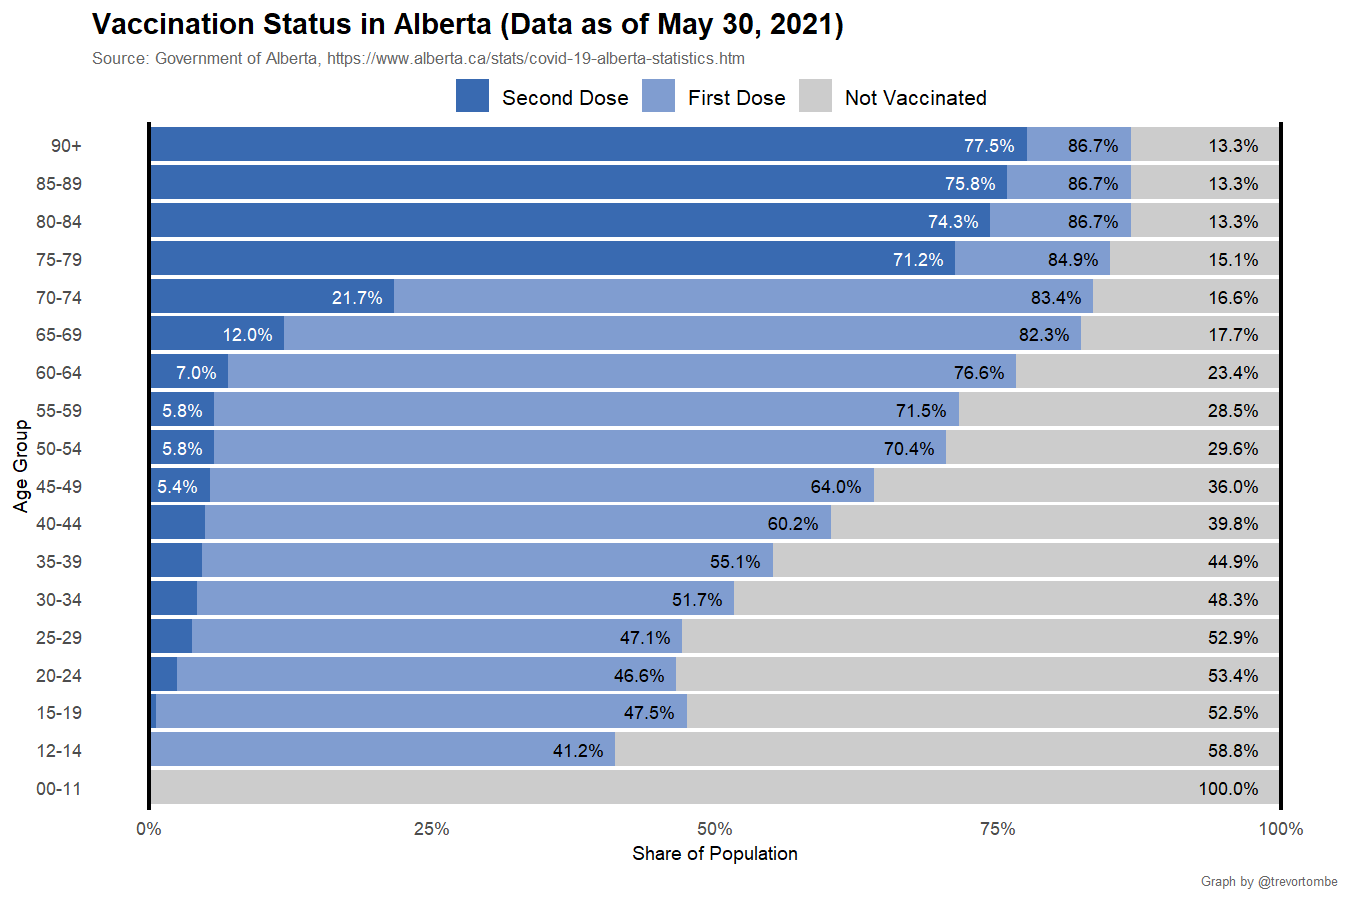 Vaccination Status in Alberta (Data as of May 30, 2021)
Source: Government of Alberta, https://www.alberta.ca/stats/covid-19-alberta-statistics.htm
Second Dose First Dose Not Vaccinated
90+ 77.5% 86.7% 13.3%
85-89 75.8% 86.7% 13.3%
80-84 74.3% 86.7% 13.3%
75-79 71.2% 84.9% 15.1%
70-74 21.7% 83.4% 16.6%
65-69 12.0% 82.3% 17.7%
60-64 7.0% 76.6% 23.4%
55-59 5.8% 71.5% 28.5%
50-54 5.8% 70.4% 29.6%
45-49 5.4% 64.0% 36.0%
40-44 60.2% 39.8%
35-39 55.1% 44.9%
30-34 51.7% 48.3%
25-29 47.1% 52.9%
20-24 46.6% 53.4%
15-19 47.5% 52.5%
12-14 41.2% 58.8%
00-11 100.0%
Age Group
0% 25% 50% 75% 100%
Share of Population
Graph by @trevortombe